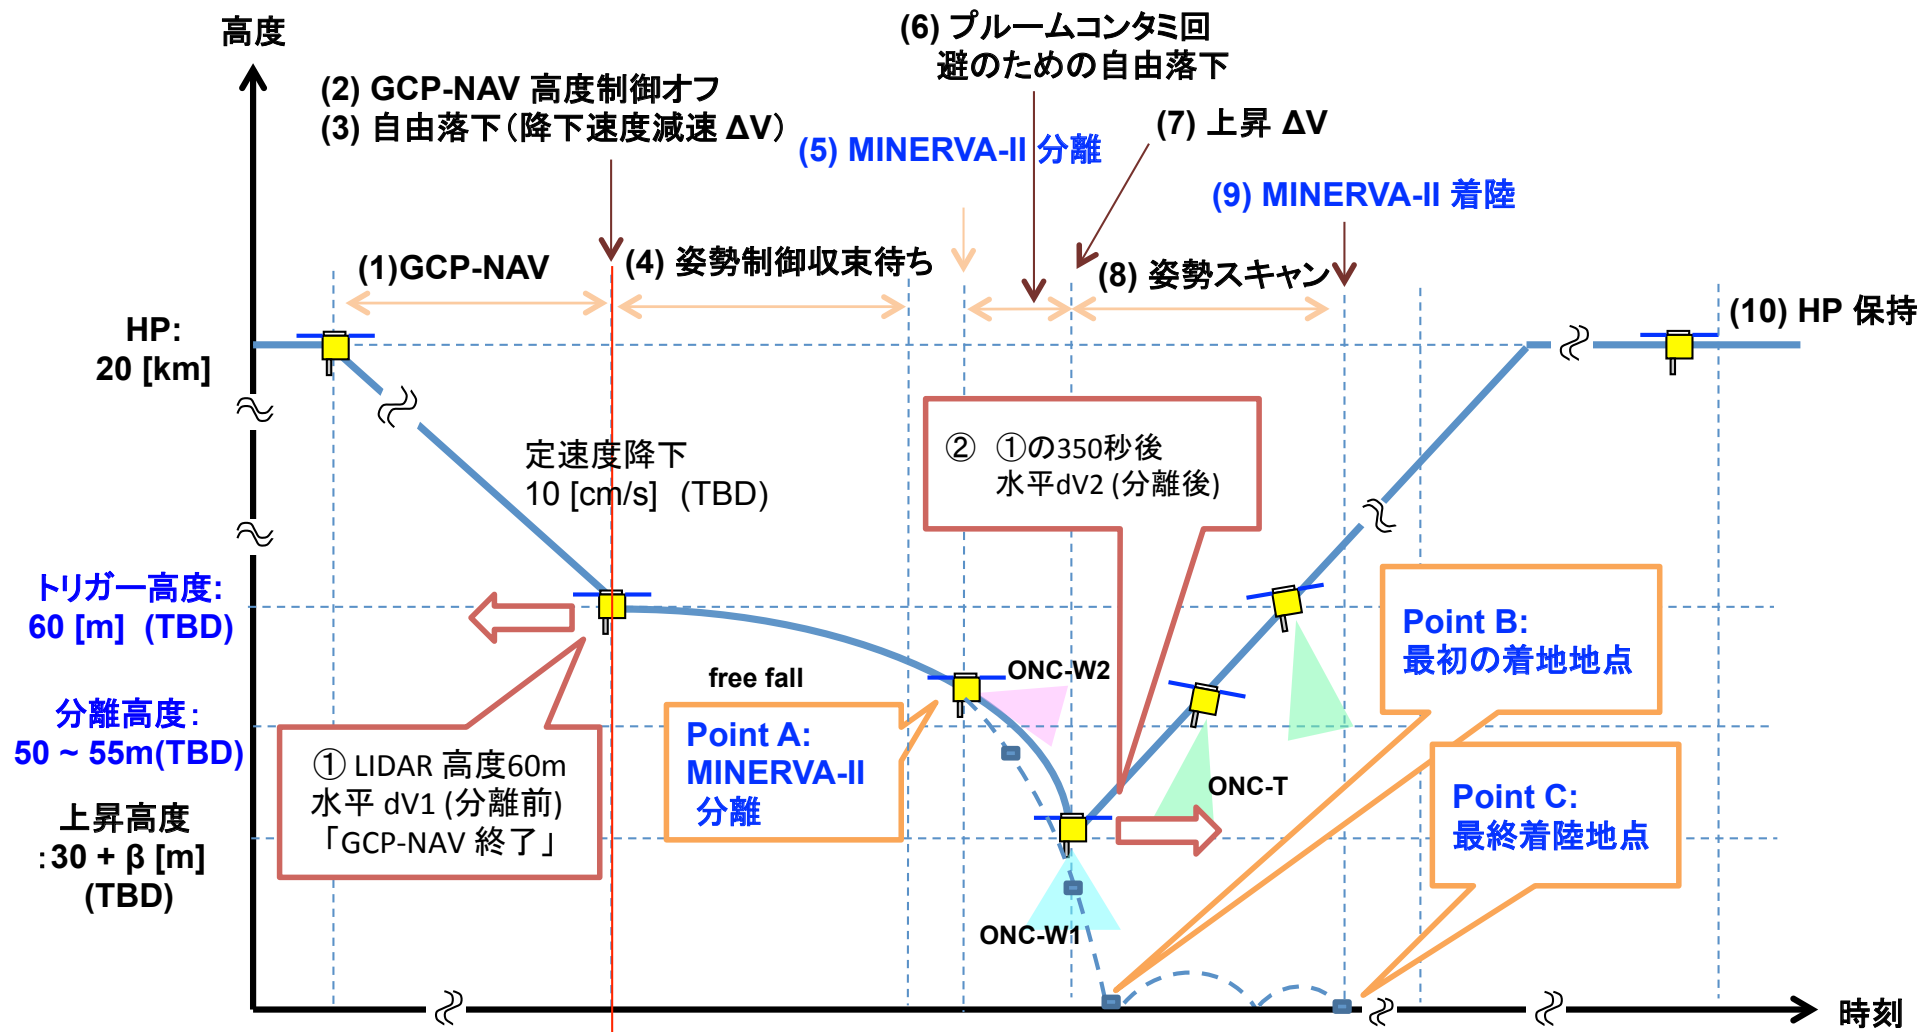 高度
(2) GCP-NAV 高度制御オフ
(3) 自由落下(降下速度減速 ΔV)
(6) プルームコンタミ回
避のための自由落下
(5) MINERVA-II 分離
(7) 上昇 ΔV
(9) MINERVA-II 着陸
(1)GCP-NAV
(4) 姿勢制御収束待ち
(8) 姿勢スキャン
(10) HP 保持
HP:
20 [km]
定速度降下
10 [cm/s] (TBD)
② ①の350秒後
水平dV2 (分離後)
トリガー高度:
60 [m] (TBD)
free fall
ONC-W2
Point B:
最初の着地地点
分離高度:
50 ~ 55m(TBD)
① LIDAR 高度60m
水平 dV1 (分離前)
「GCP-NAV 終了」
Point A:
MINERVA-II
分離
ONC-T
Point C:
最終着陸地点
上昇高度
:30 + β [m]
(TBD)
ONC-W1
時刻